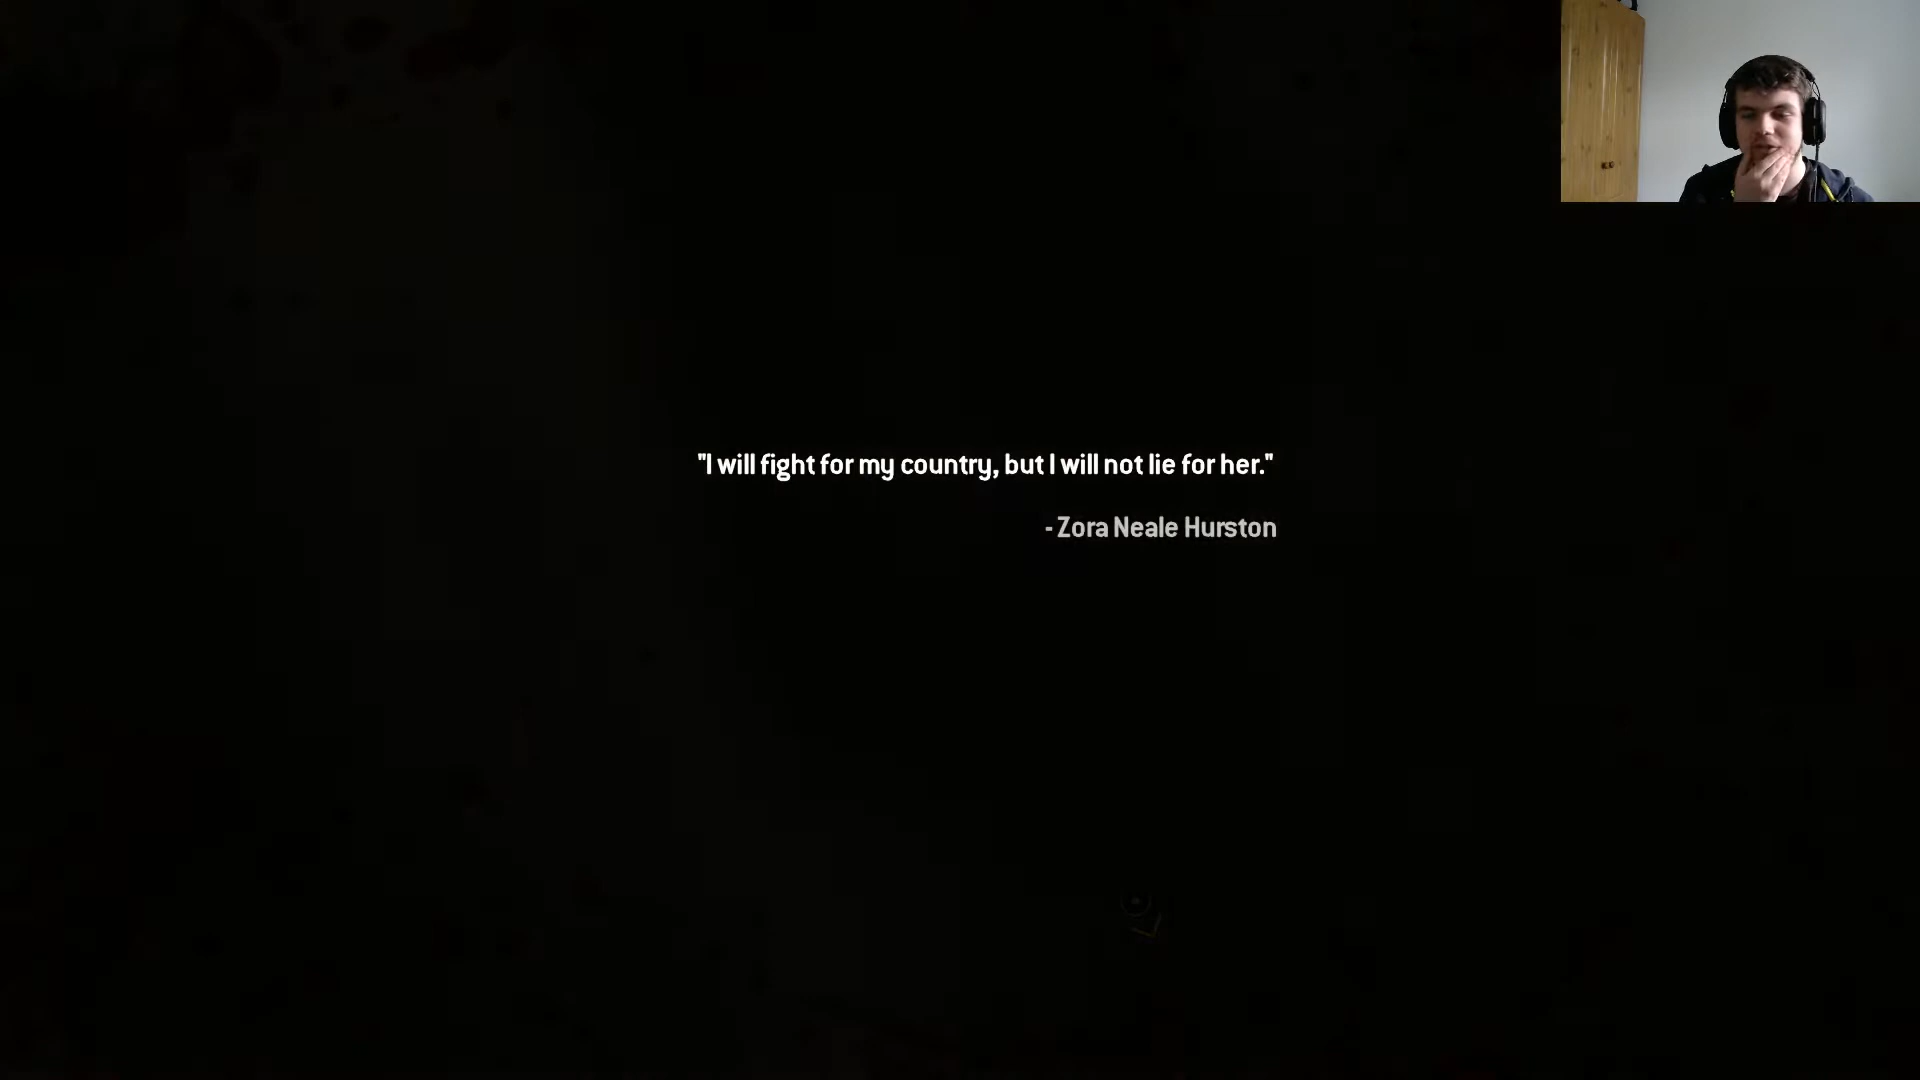 "I will fight for my country, but I will not lie for her."
- Zora Neale Hurston